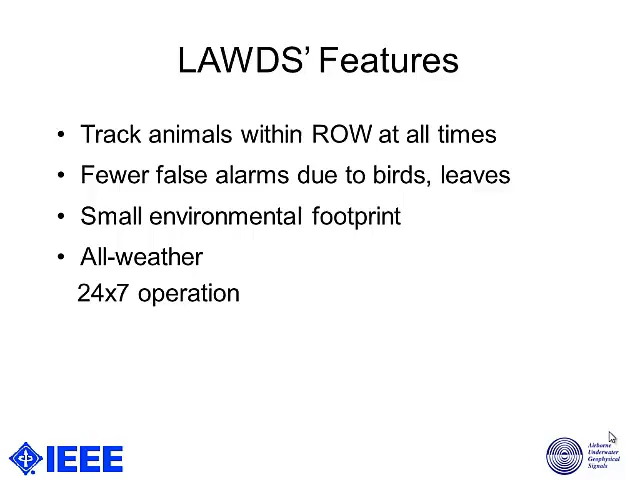 LAWDS’ Features
• Track animals within ROW at all times
• Fewer false alarms due to birds, leaves
• Small environmental footprint
• All-weather
24x7 operation
IEEE
Airborne
Underwater
Geophysical
Signals